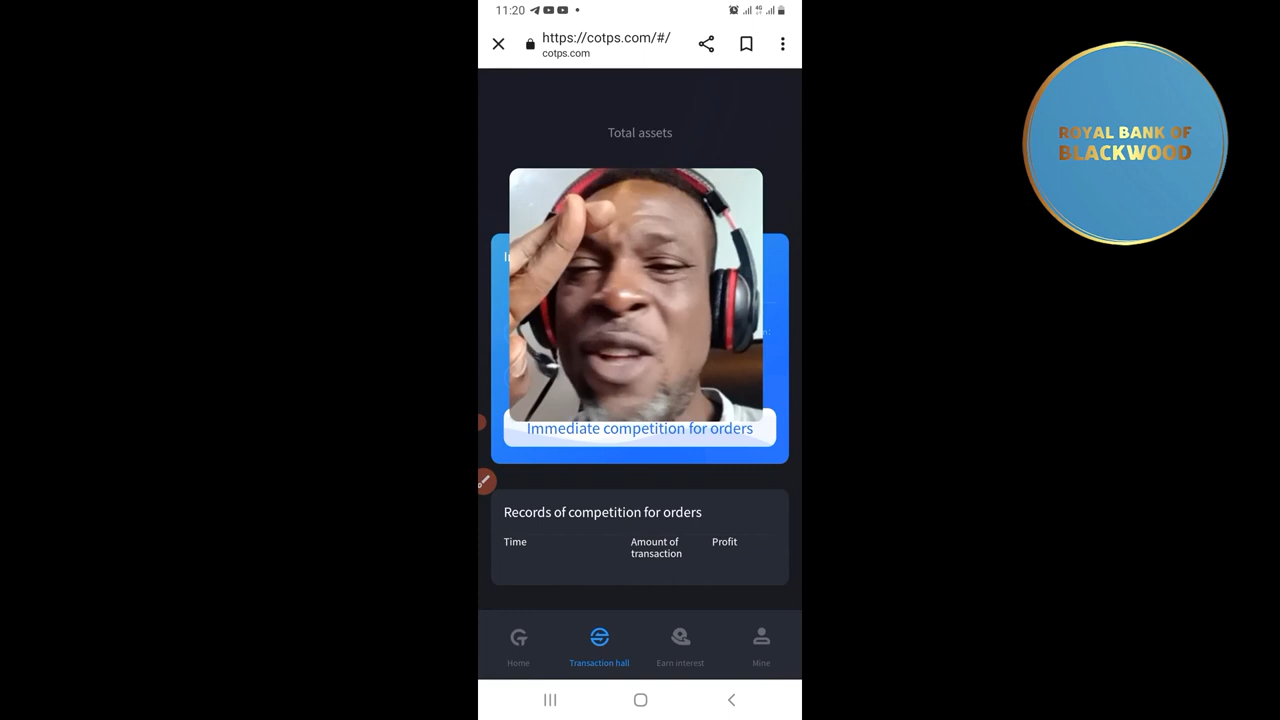 11:20
4G
https://cotps.com/#/
cotps.com
Total assets
ROYAL BANK OF
BLACKWOOD
Immediate competition for orders
Records of competition for orders
Time
Amount of
transaction
Profit
Home
Transaction hall
Earn interest
Mine